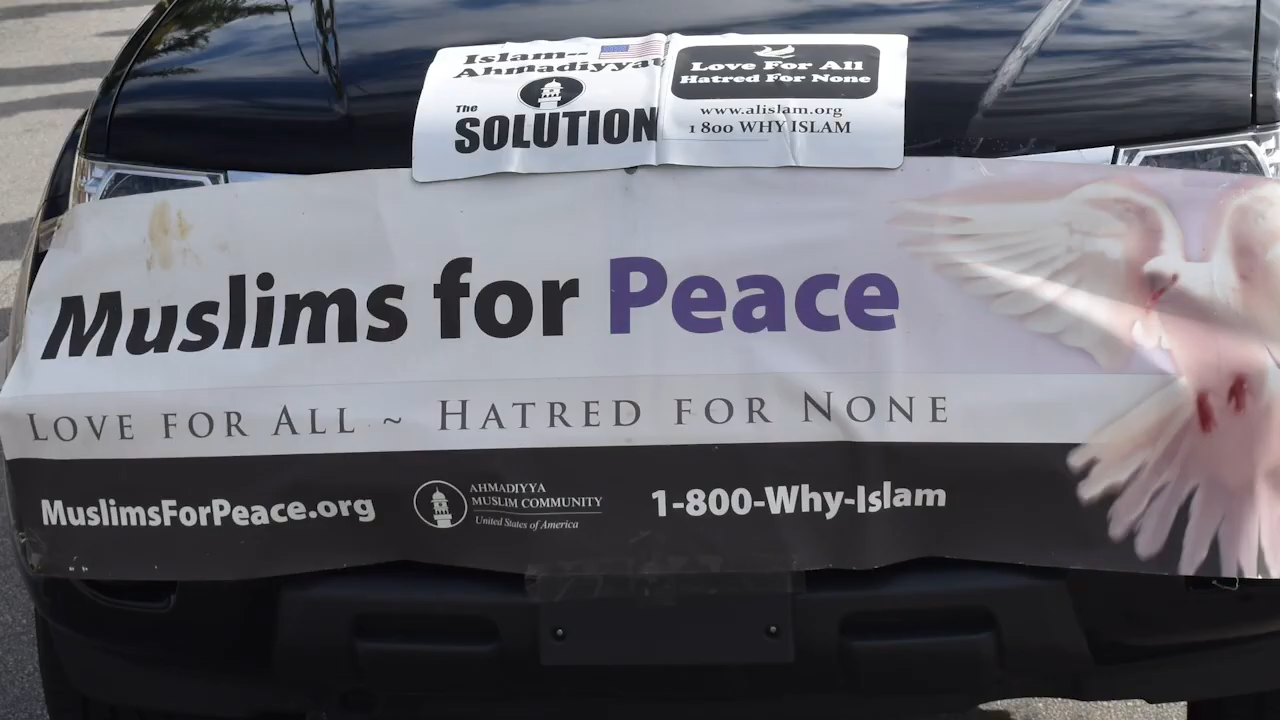 Islam--
Ahmadiyyat
The
SOLUTION
Love For All
Hatred For None
www.alislam.org
1 800 WHY ISLAM
Muslims for Peace
LOVE FOR ALL ~ HATRED FOR NONE
MuslimsForPeace.org
AHMADIYYA
MUSLIM COMMUNITY
United States of America
1-800-Why-Islam